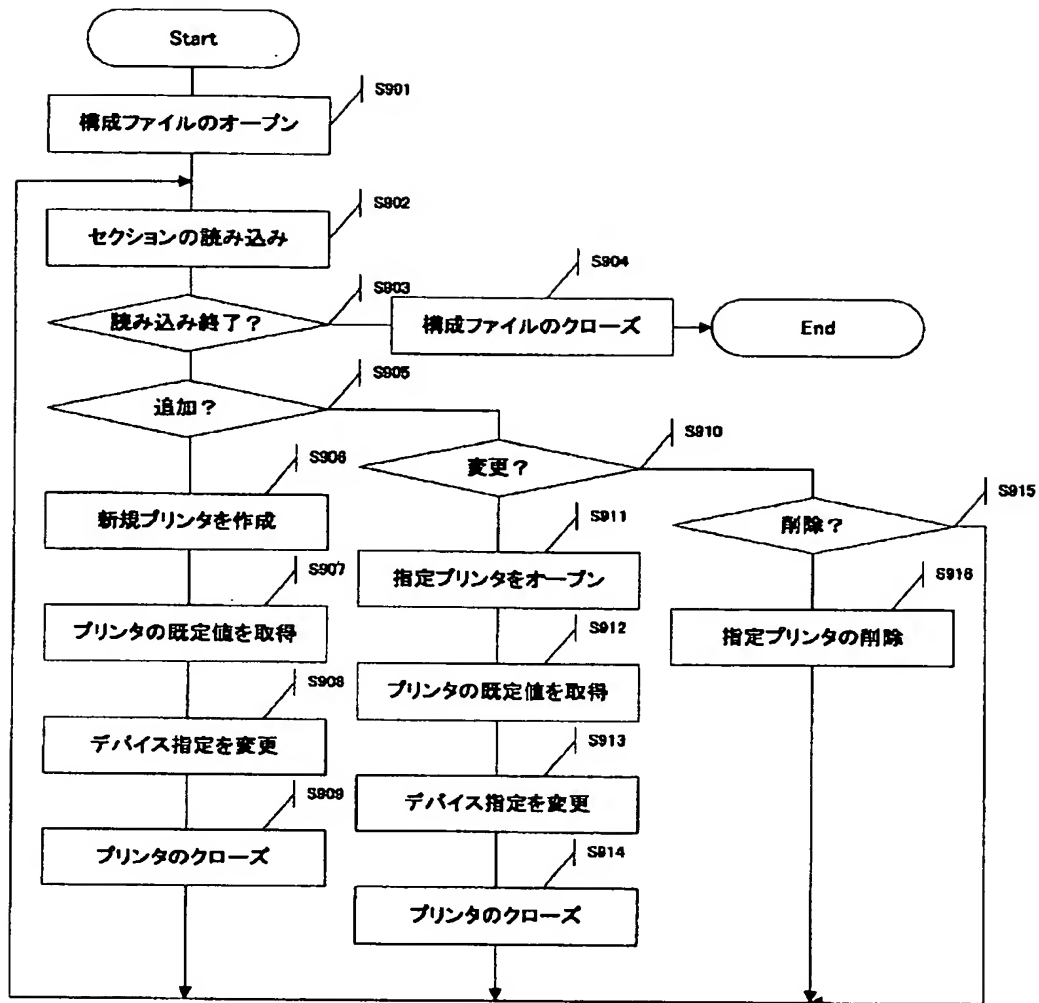 Start
S901
構成ファイルのオープン
S902
セクションの読み込み
S903
読み込み終了?
S904
構成ファイルのクローズ
End
S905
追加?
S906
新規プリンタを作成
S907
プリンタの既定値を取得
S908
デバイス指定を変更
S909
プリンタのクローズ
S910
変更?
S911
指定プリンタをオープン
S912
プリンタの既定値を取得
S913
デバイス指定を変更
S914
プリンタのクローズ
S915
削除?
S916
指定プリンタの削除